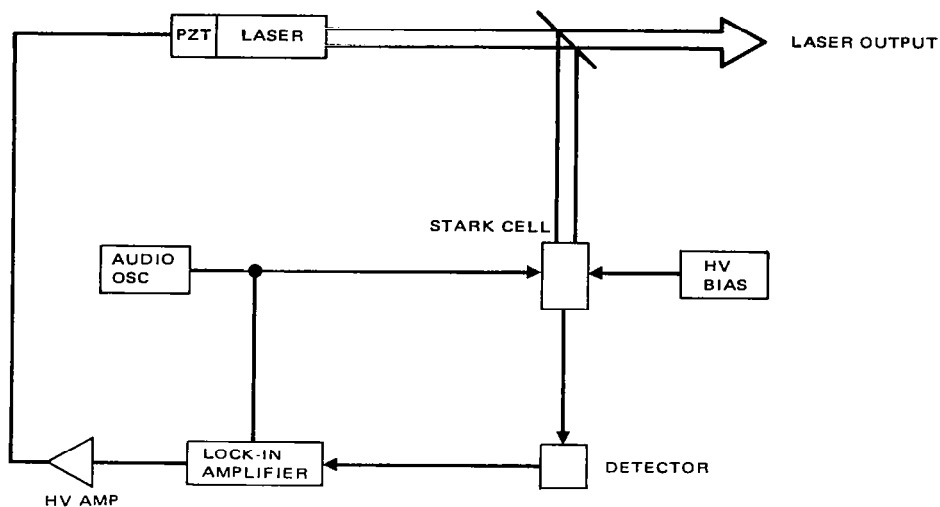 PZT
LASER
LASER OUTPUT
STARK CELL
AUDIO
OSC
HV
BIAS
LOCK-IN
AMPLIFIER
DETECTOR
HV AMP